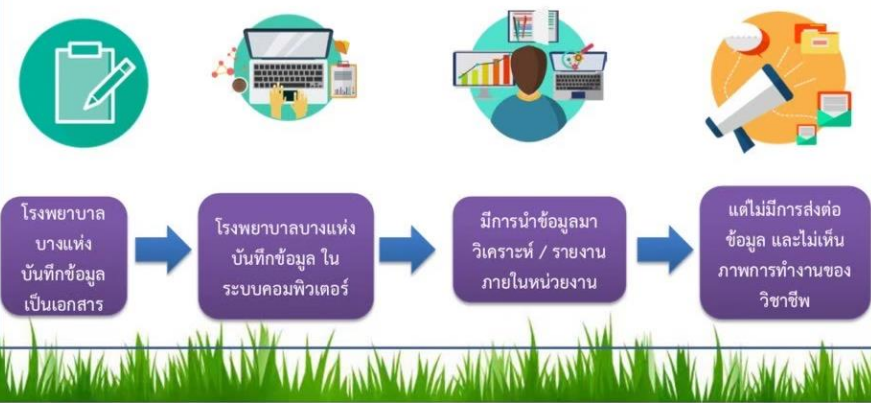 โรงพยาบาล
บางแห่ง
บันทึกข้อมูล
เป็นเอกสาร
โรงพยาบาลบางแห่ง
บันทึกข้อมูล ใน
ระบบคอมพิวเตอร์
มีการนำข้อมูลมา
วิเคราะห์ / รายงาน
ภายในหน่วยงาน
แต่ไม่มีการส่งต่อ
ข้อมูล และไม่เห็น
ภาพการทำงานของ
วิชาชีพ